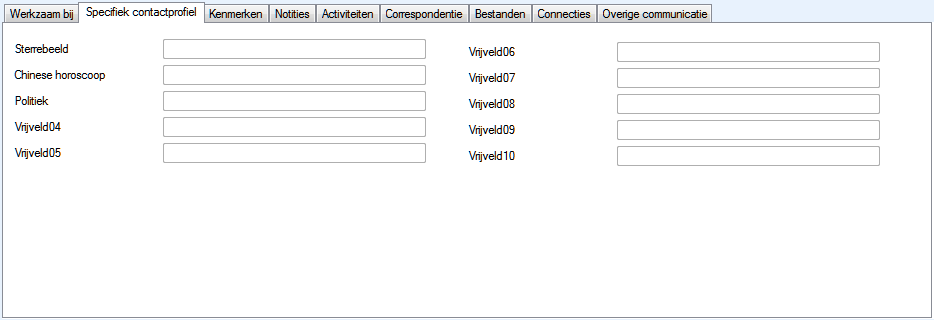 Werkzaam bij Specifiek contactprofiel Kenmerken Notities Activiteiten Correspondentie Bestanden Connecties Overige communicatie
Sterrebeeld
Chinese horoscoop
Politiek
Vrijveld04
Vrijveld05
Vrijveld06
Vrijveld07
Vrijveld08
Vrijveld09
Vrijveld10